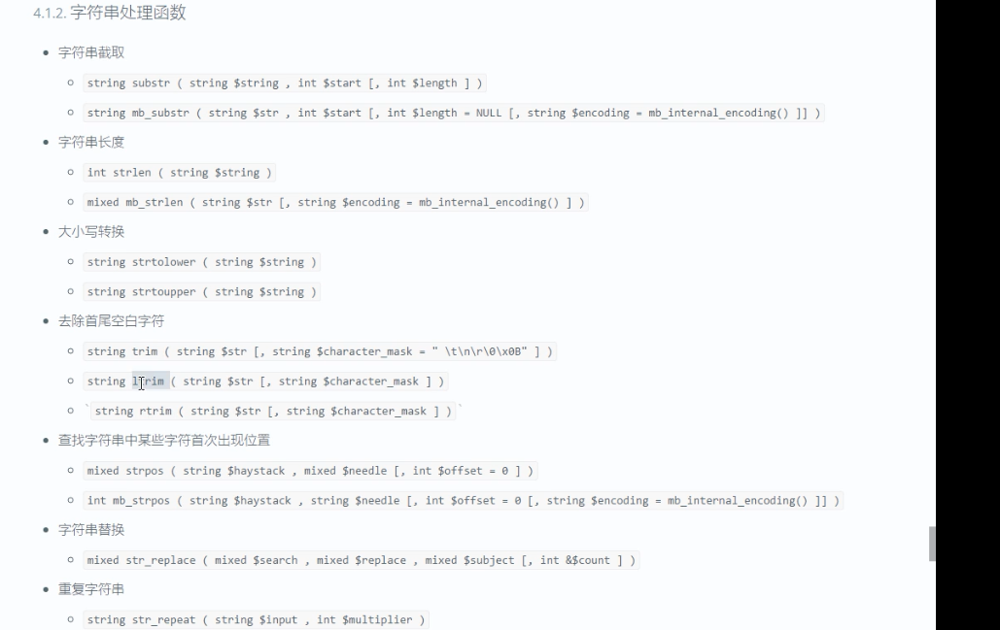 4.1.2. 字符串处理函数
字符串截取
string substr ( string $string , int $start [, int $length ] )
string mb_substr ( string $str , int $start [, int $length = NULL [, string $encoding = mb_internal_encoding() ]] )
字符串长度
int strlen ( string $string )
mixed mb_strlen ( string $str [, string $encoding = mb_internal_encoding() ] )
大小写转换
string strtolower ( string $string )
string strtoupper ( string $string )
去除首尾空白字符
string trim ( string $str [, string $character_mask = " \t\n\r\0\x0B" ] )
string ltrim ( string $str [, string $character_mask ] )
`string rtrim ( string $str [, string $character_mask ] )`
查找字符串中某些字符首次出现位置
mixed strpos ( string $haystack , mixed $needle [, int $offset = 0 ] )
int mb_strpos ( string $haystack , string $needle [, int $offset = 0 [, string $encoding = mb_internal_encoding() ]] )
字符串替换
mixed str_replace ( mixed $search , mixed $replace , mixed $subject [, int &$count ] )
重复字符串
string str_repeat ( string $input , int $multiplier )